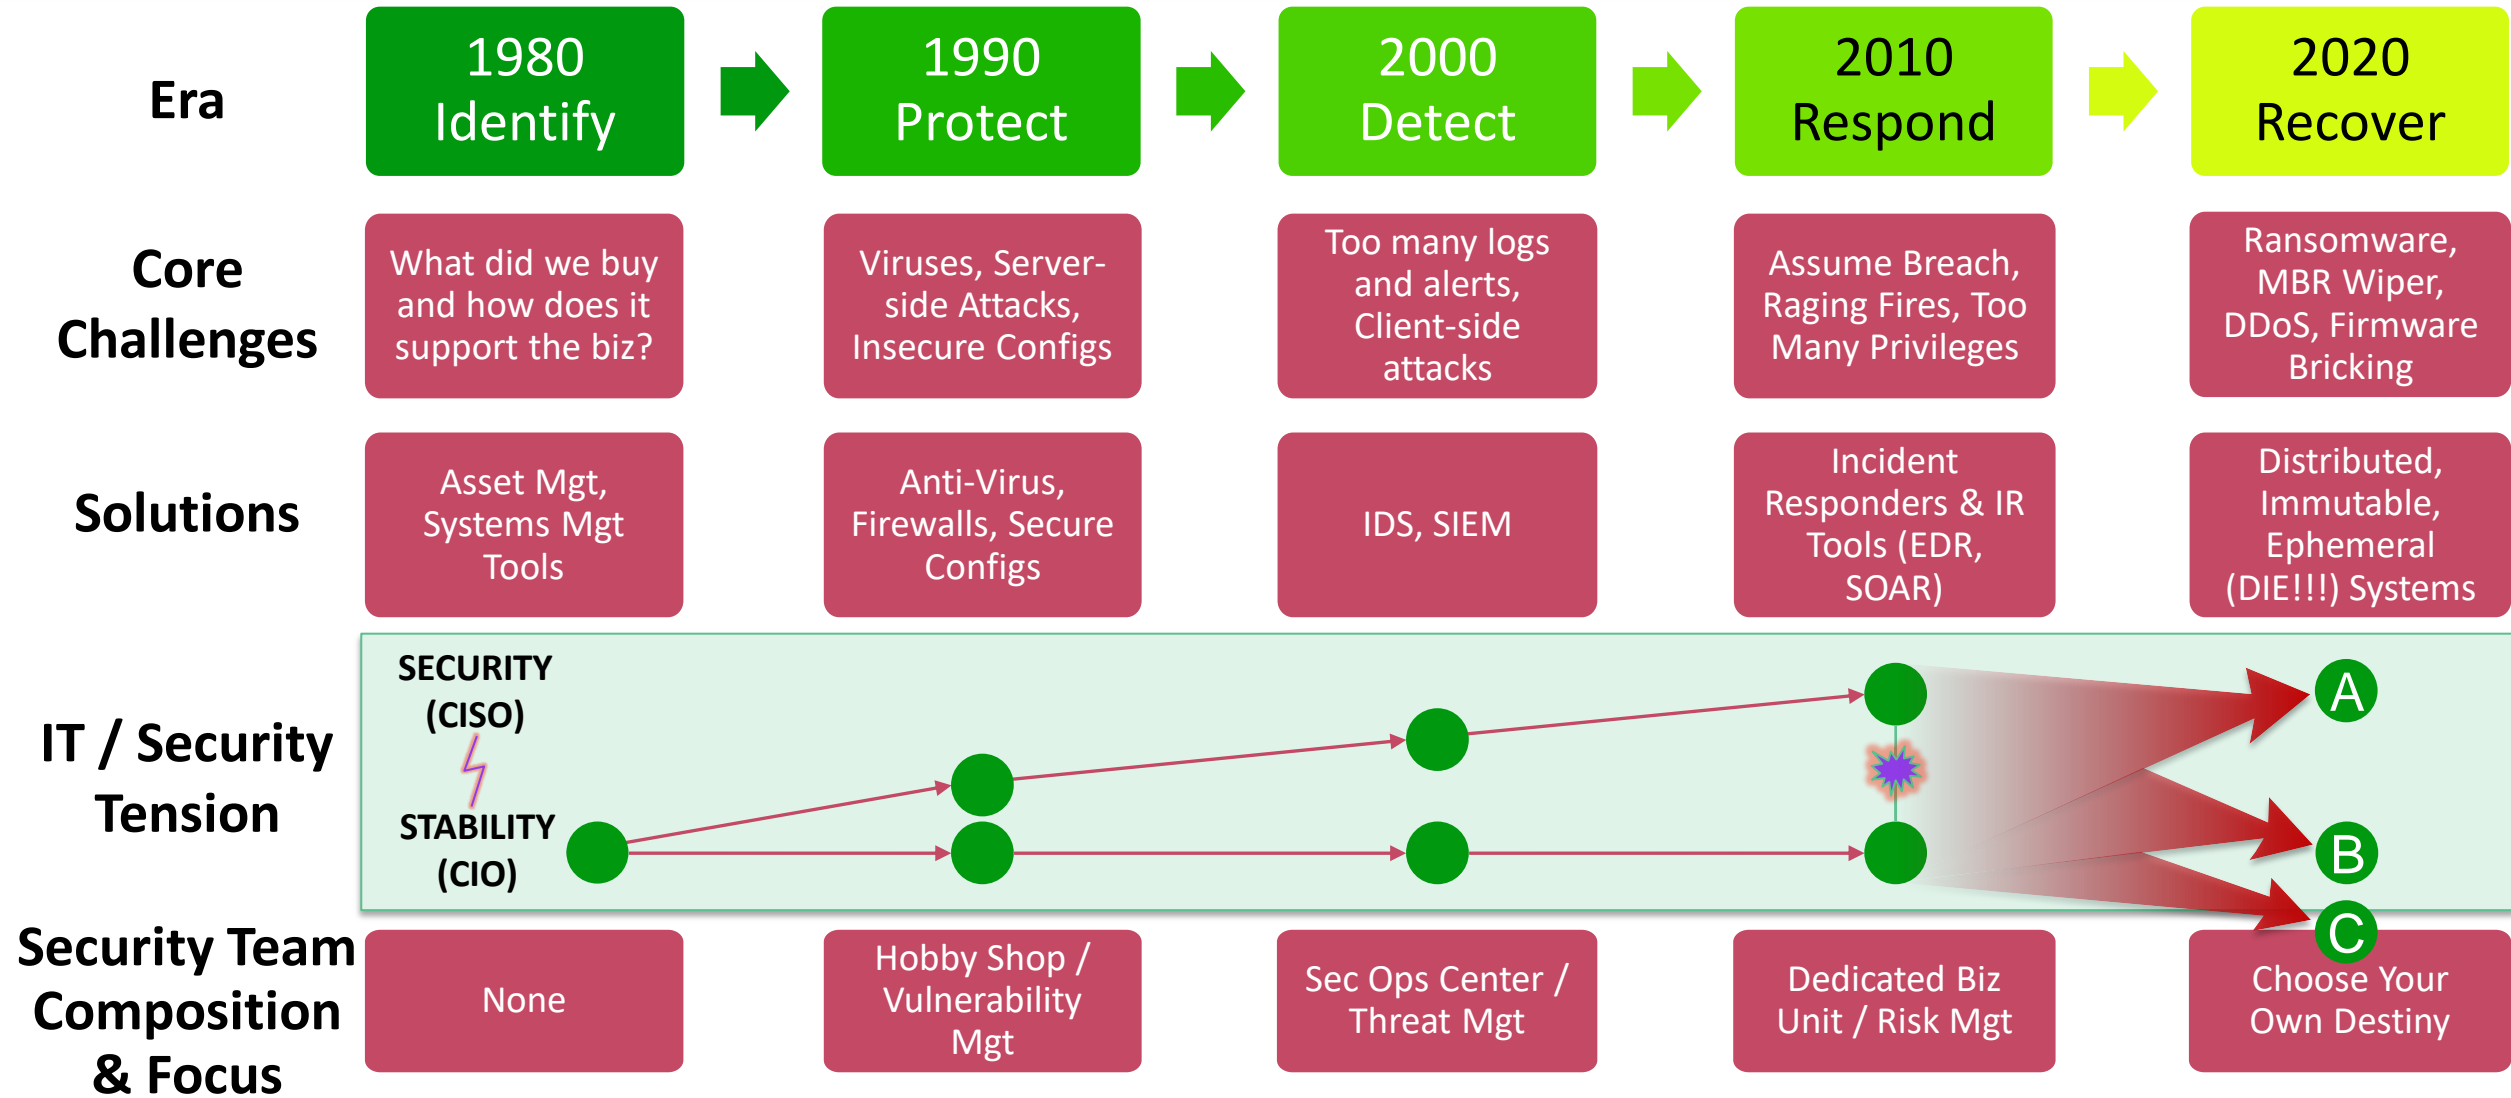 Era
1980
Identify
1990
Protect
2000
Detect
2010
Respond
2020
Recover
Core
Challenges
What did we buy
and how does it
support the biz?
Viruses, Server-
side Attacks,
Insecure Configs
Too many logs
and alerts,
Client-side
attacks
Assume Breach,
Raging Fires, Too
Many Privileges
Ransomware,
MBR Wiper,
DDoS, Firmware
Bricking
Solutions
Asset Mgt,
Systems Mgt
Tools
Anti-Virus,
Firewalls, Secure
Configs
IDS, SIEM
Incident
Responders & IR
Tools (EDR,
SOAR)
Distributed,
Immutable,
Ephemeral
(DIE!!!) Systems
IT / Security
Tension
SECURITY
(CISO)
STABILITY
(CIO)
A
B
C
Security Team
Composition
& Focus
None
Hobby Shop /
Vulnerability
Mgt
Sec Ops Center /
Threat Mgt
Dedicated Biz
Unit / Risk Mgt
Choose Your
Own Destiny